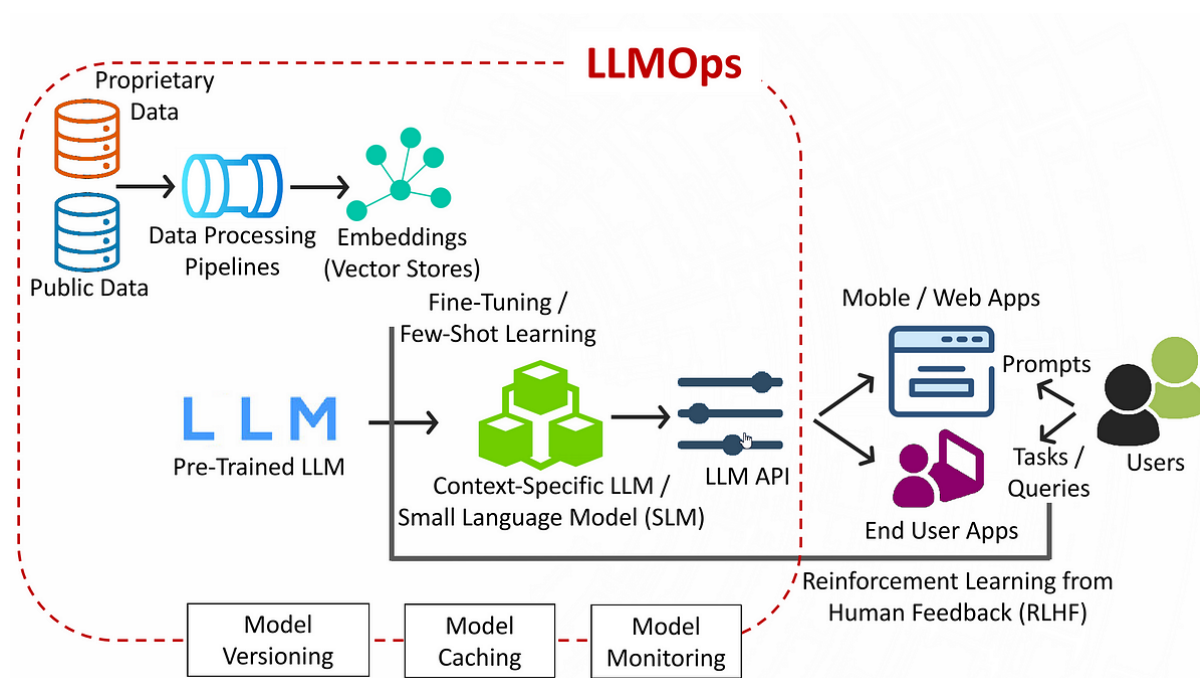 LLMOps
Proprietary
Data
Public Data
Data Processing
Pipelines
Embeddings
(Vector Stores)
Fine-Tuning /
Few-Shot Learning
LLM
Pre-Trained LLM
Context-Specific LLM /
Small Language Model (SLM)
LLM API
Moble / Web Apps
Prompts
Tasks /
Queries
Users
End User Apps
Reinforcement Learning from
Human Feedback (RLHF)
Model
Versioning
Model
Caching
Model
Monitoring